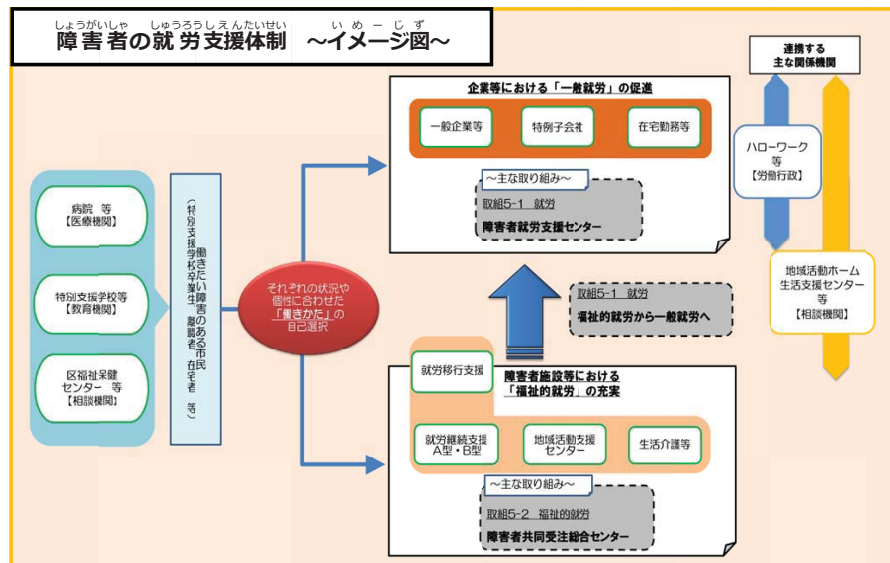 しょうがいしゃ しゅうろうしえんたいせい いめーじず
障害者の就労支援体制 ～イメージ図～
連携する
主な関係機関
企業等における「一般就労」の促進
一般企業等
特例子会社
在宅勤務等
～主な取り組み～
取組5-1 就労
障害者就労支援センター
ハローワーク
等
【労働行政】
地域活動ホーム
生活支援センター
等
【相談機関】
病院 等
【医療機関】
特別支援学校等
【教育機関】
区福祉保健
センター 等
【相談機関】
働きたい障害のある市民
（特別支援学校卒業生、離職者、在宅者 等）
それぞれの状況や
個性に合わせた
「働きかた」の
自己選択
取組5-1 就労
福祉的就労から一般就労へ
障害者施設等における
「福祉的就労」の充実
就労移行支援
就労継続支援
A型・B型
地域活動支援
センター
生活介護等
～主な取り組み～
取組5-2 福祉的就労
障害者共同受注総合センター